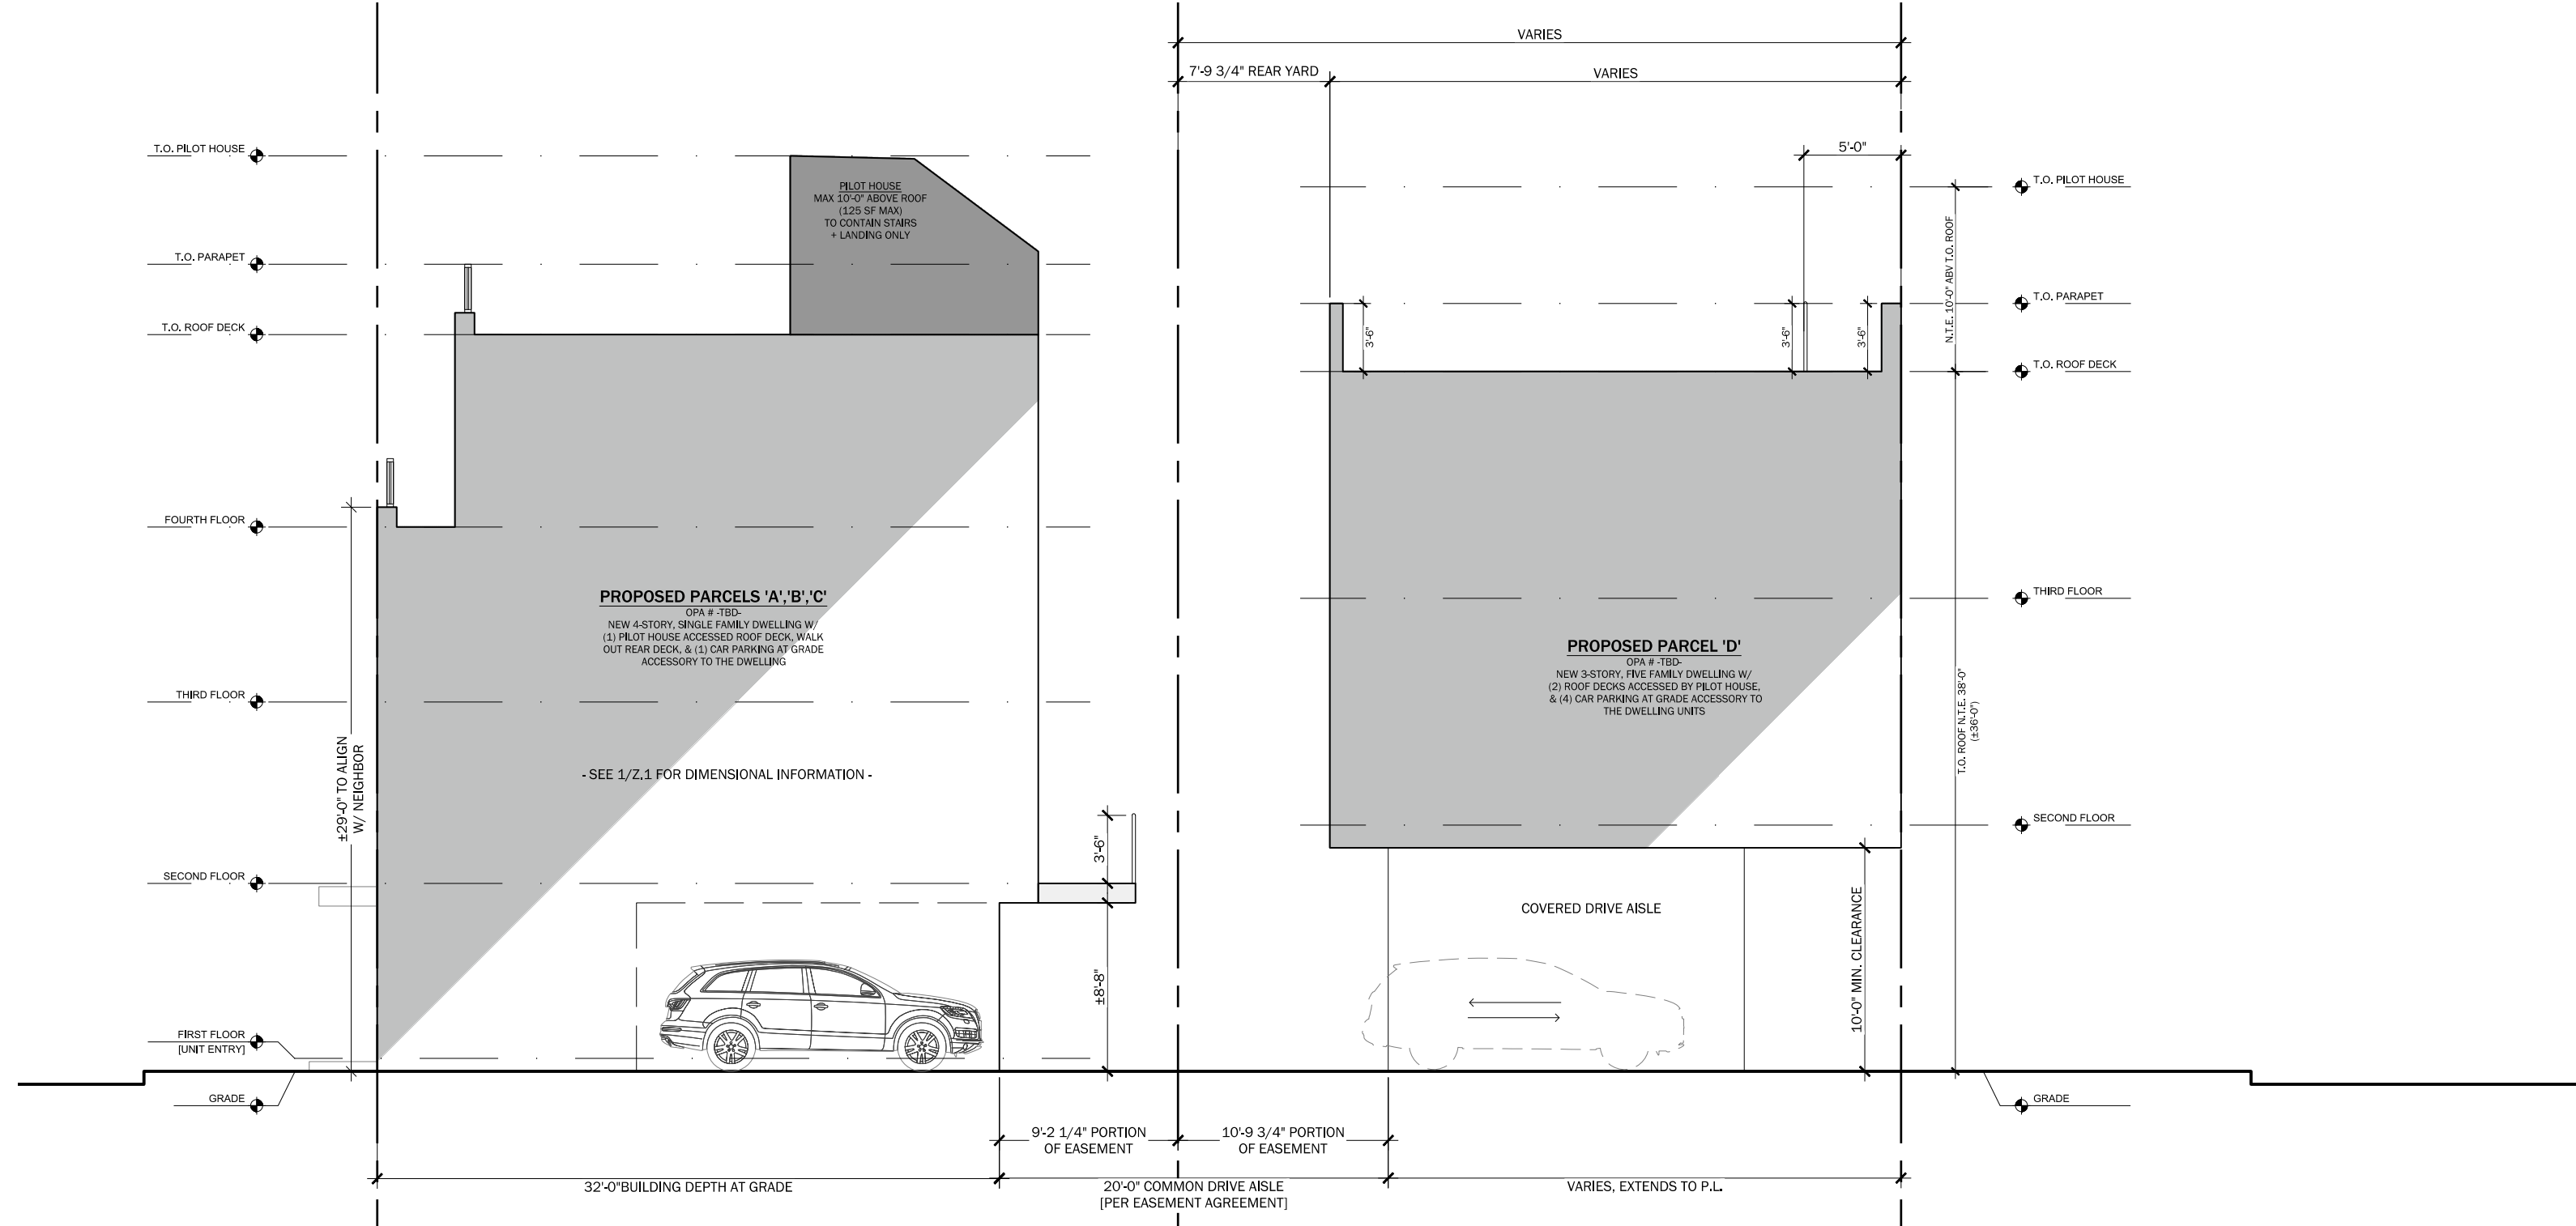 VARIES
7'-9 3/4" REAR YARD
VARIES
5'-0"
T.O. PILOT HOUSE
T.O. PARAPET
T.O. ROOF DECK
FOURTH FLOOR
THIRD FLOOR
SECOND FLOOR
FIRST FLOOR
[UNIT ENTRY]
GRADE
±29'-0" TO ALIGN
W/ NEIGHBOR
PILOT HOUSE
MAX 10'-0" ABOVE ROOF
(125 SF MAX)
TO CONTAIN STAIRS
+ LANDING ONLY
PROPOSED PARCELS 'A','B','C'
OPA # -TBD-
NEW 4-STORY, SINGLE FAMILY DWELLING W/
(1) PILOT HOUSE ACCESSED ROOF DECK, WALK
OUT REAR DECK, & (1) CAR PARKING AT GRADE
ACCESSORY TO THE DWELLING
- SEE 1/Z.1 FOR DIMENSIONAL INFORMATION -
3'-6"
±8'-8"
3'-6"
3'-6"
3'-6"
PROPOSED PARCEL 'D'
OPA # -TBD-
NEW 3-STORY, FIVE FAMILY DWELLING W/
(2) ROOF DECKS ACCESSED BY PILOT HOUSE,
& (4) CAR PARKING AT GRADE ACCESSORY TO
THE DWELLING UNITS
COVERED DRIVE AISLE
10'-0" MIN. CLEARANCE
N.T.E. 10'-0" ABV T.O. ROOF
T.O. ROOF N.T.E. 38'-0"
(±36'-0")
T.O. PILOT HOUSE
T.O. PARAPET
T.O. ROOF DECK
THIRD FLOOR
SECOND FLOOR
GRADE
9'-2 1/4" PORTION
OF EASEMENT
10'-9 3/4" PORTION
OF EASEMENT
32'-0"BUILDING DEPTH AT GRADE
20'-0" COMMON DRIVE AISLE
[PER EASEMENT AGREEMENT]
VARIES, EXTENDS TO P.L.